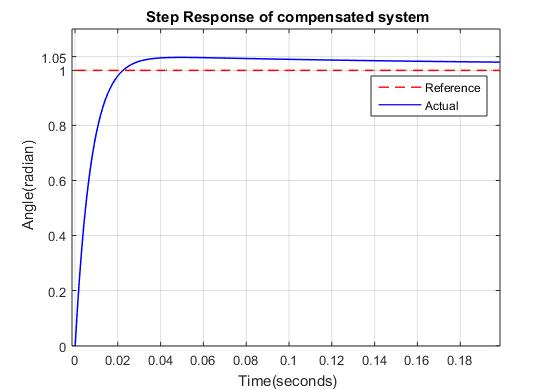 Step Response of compensated system
1.05
1
0.8
0.6
0.4
0.2
0
Angle(radian)
Reference
Actual
0 0.02 0.04 0.06 0.08 0.1 0.12 0.14 0.16 0.18
Time(seconds)